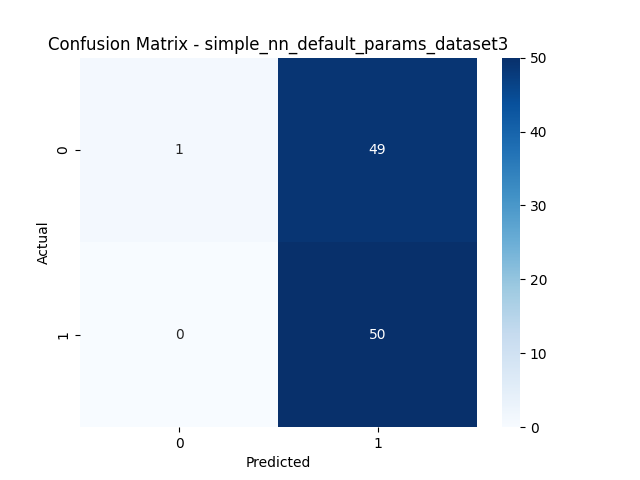 Confusion Matrix - simple_nn_default_params_dataset3
50
0 1 49
40
30
Actual
20
1 0 50
10
0
0 1
Predicted